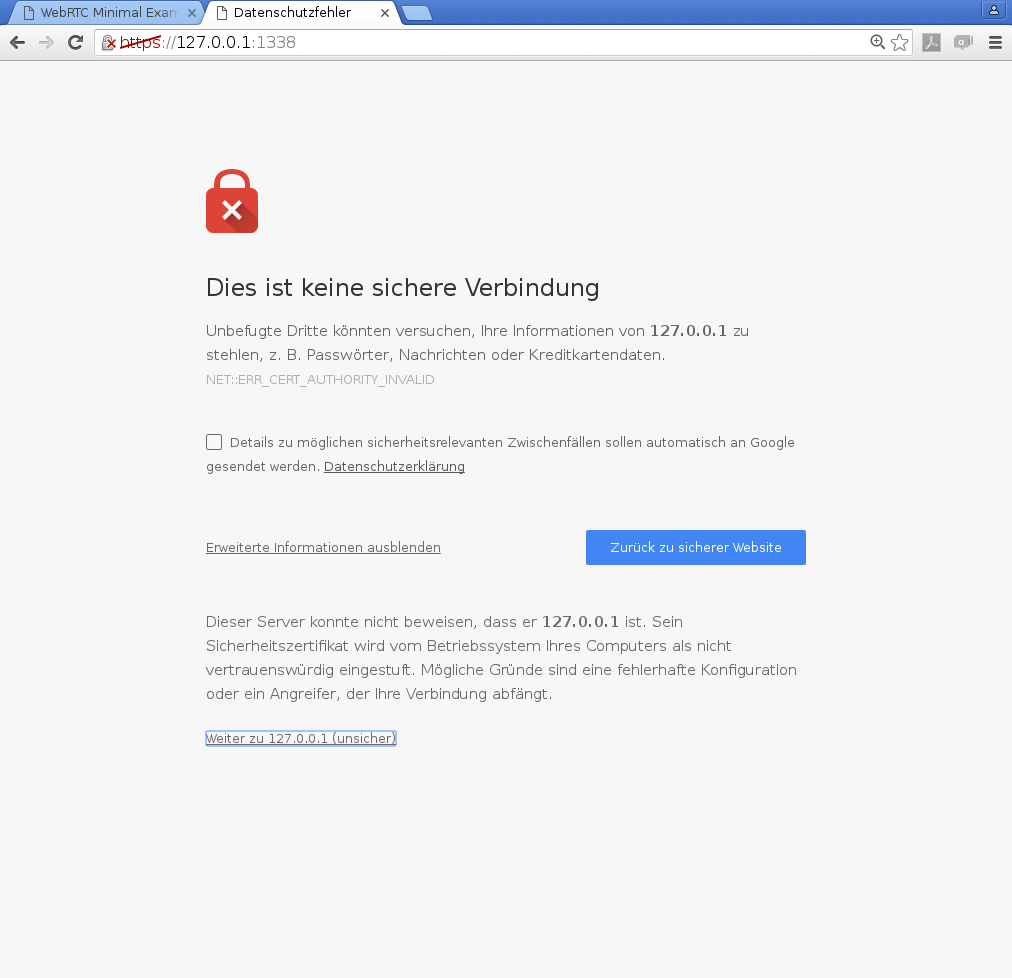 WebRTC Minimal Exam
Datenschutzfehler
https://127.0.0.1:1338
Dies ist keine sichere Verbindung
Unbefugte Dritte könnten versuchen, Ihre Informationen von 127.0.0.1 zu
stehlen, z. B. Passwörter, Nachrichten oder Kreditkartendaten.
NET::ERR_CERT_AUTHORITY_INVALID
Details zu möglichen sicherheitsrelevanten Zwischenfällen sollen automatisch an Google
gesendet werden. Datenschutzerklärung
Erweiterte Informationen ausblenden
Zurück zu sicherer Website
Dieser Server konnte nicht beweisen, dass er 127.0.0.1 ist. Sein
Sicherheitszertifikat wird vom Betriebssystem Ihres Computers als nicht
vertrauenswürdig eingestuft. Mögliche Gründe sind eine fehlerhafte Konfiguration
oder ein Angreifer, der Ihre Verbindung abfängt.
Weiter zu 127.0.0.1 (unsicher)